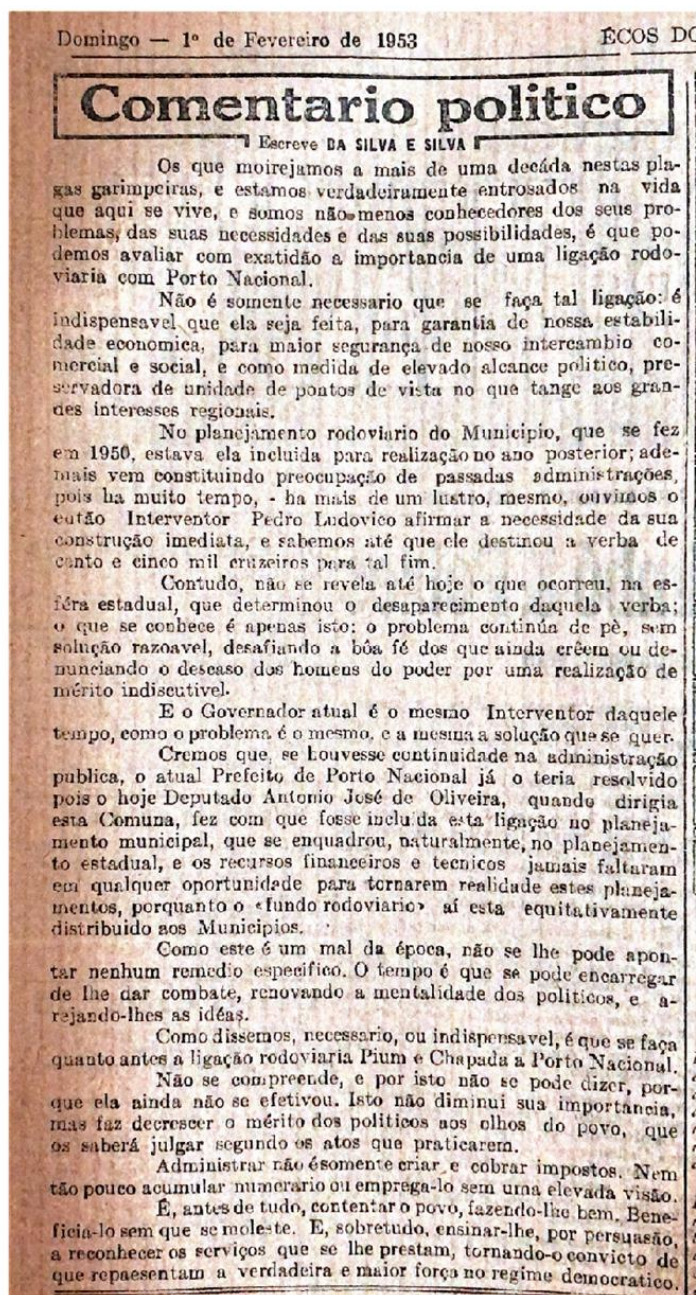 Domingo — 1º de Fevereiro de 1953 ÉCOS DO
Comentario politico
Escreve DA SILVA E SILVA
Os que moirejamos a mais de uma decáda nestas pla-
gas garimpeiras, e estamos verdadeiramente entrosados na vida
que aqui se vive, e somos não menos conhecedores dos seus pro-
blemas, das suas necessidades e das suas possibilidades, é que po-
demos avaliar com exatidão a importancia de uma ligação rodo-
viaria com Porto Nacional.
Não é somente necessario que se faça tal ligação: é
indispensavel que ela seja feita, para garantia de nossa estabili-
dade economica, para maior segurança de nosso intercambio co-
mercial e social, e como medida de elevado alcance politico, pre-
servadora de unidade de pontos de vista no que tange aos gran-
des interesses regionais.
No planejamento rodoviario do Municipio, que se fez
em 1950, estava ela incluida para realização no ano posterior; ade-
mais vem constituindo preocupação de passadas administrações,
pois ha muito tempo, - ha mais de um lustro, mesmo, ouvimos o
então Interventor Pedro Ludovico afirmar a necessidade da sua
construção imediata, e sabemos até que ele destinou a verba de
cento e cinco mil cruzeiros para tal fim.
Contudo, não se revela até hoje o que ocorreu, na es-
féra estadual, que determinou o desaparecimento daquela verba;
o que se conhece é apenas isto: o problema continúa de pè, sem
solução razoavel, desafiando a bôa fé dos que ainda crêem ou de-
nunciando o descaso dos homens do poder por uma realização de
mérito indiscutivel.
E o Governador atual é o mesmo Interventor daquele
tempo, como o problema é o mesmo, e a mesma a solução que se quer.
Cremos que, se houvesse continuidade na administração
publica, o atual Prefeito de Porto Nacional já o teria resolvido
pois o hoje Deputado Antonio José de Oliveira, quando dirigia
esta Comuna, fez com que fosse incluida esta ligação no planeja-
mento municipal, que se enquadrou, naturalmente, no planejamen-
to estadual, e os recursos financeiros e tecnicos jamais faltaram
em qualquer oportunidade para tornarem realidade estes planeja-
mentos, porquanto o «fundo rodoviario» aí esta equitativamente
distribuido aos Municipios.
Como este é um mal da época, não se lhe pode apon-
tar nenhum remedio especifico. O tempo é que se pode encarregar
de lhe dar combate, renovando a mentalidade dos politicos, e a-
rejando-lhes as idéas.
Como dissemos, necessario, ou indispensavel, é que se faça
quanto antes a ligação rodoviaria Pium e Chapada a Porto Nacional.
Não se compreende, e por isto não se pode dizer, por-
que ela ainda não se efetivou. Isto não diminui sua importancia,
mas faz decrescer o mérito dos politicos aos olhos do povo, que
os saberá julgar segundo os atos que praticarem.
Administrar não ésomente criar e cobrar impostos. Nem
tão pouco acumular numerario ou emprega-lo sem uma elevada visão.
É, antes de tudo, contentar o povo, fazendo-lhe bem. Bene-
ficia-lo sem que se moleste. E, sobretudo, ensinar-lhe, por persuasão,
a reconhecer os serviços que se lhe prestam, tornando-o convicto de
que repaesentam a verdadeira e maior força no regime democratico.